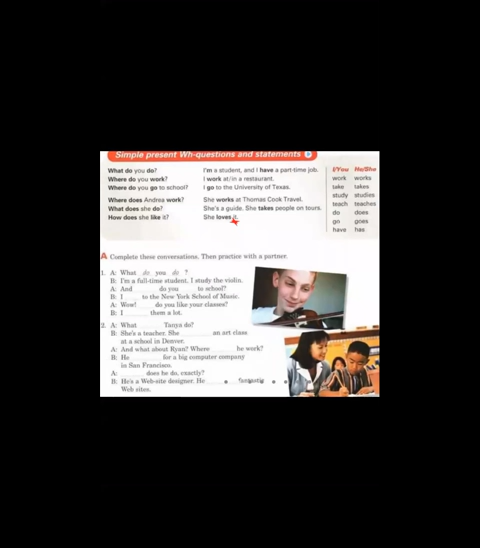 Simple present Wh-questions and statements
What do you do? I'm a student, and I have a part-time job.
Where do you work? I work at/in a restaurant.
Where do you go to school? I go to the University of Texas.
Where does Andrea work? She works at Thomas Cook Travel.
What does she do? She's a guide. She takes people on tours.
How does she like it? She loves it.
I/You He/She
work works
take takes
study studies
teach teaches
do does
go goes
have has
A Complete these conversations. Then practice with a partner.
1. A: What do you do ?
B: I'm a full-time student. I study the violin.
A: And do you to school?
B: I to the New York School of Music.
A: Wow! do you like your classes?
B: I them a lot.
2. A: What Tanya do?
B: She's a teacher. She an art class
at a school in Denver.
A: And what about Ryan? Where he work?
B: He for a big computer company
in San Francisco.
A: does he do, exactly?
B: He's a Web-site designer. He fantastic
Web sites.